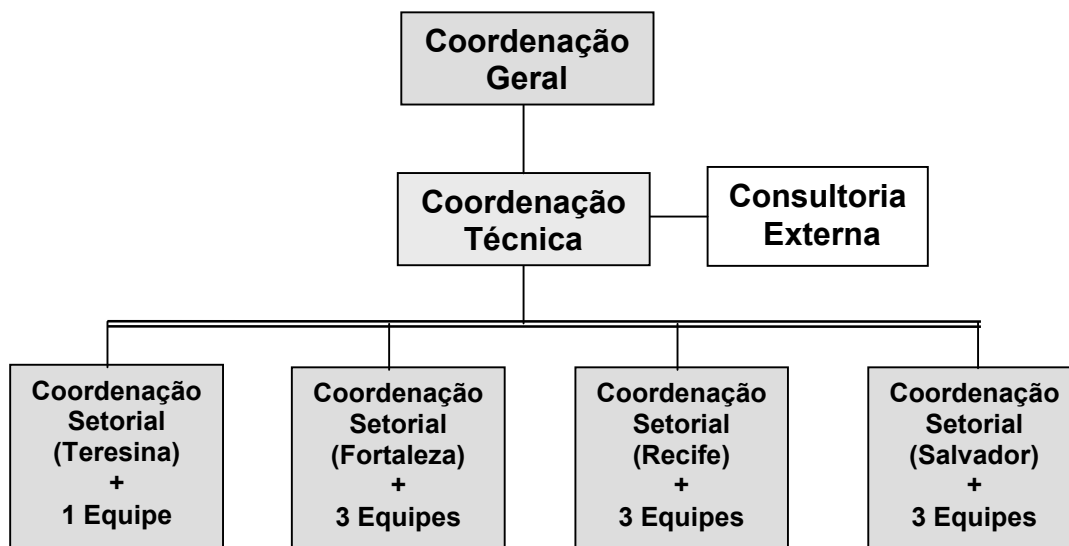 Coordenação
Geral
Coordenação
Técnica
Consultoria
Externa
Coordenação
Setorial
(Teresina)
+
1 Equipe
Coordenação
Setorial
(Fortaleza)
+
3 Equipes
Coordenação
Setorial
(Recife)
+
3 Equipes
Coordenação
Setorial
(Salvador)
+
3 Equipes